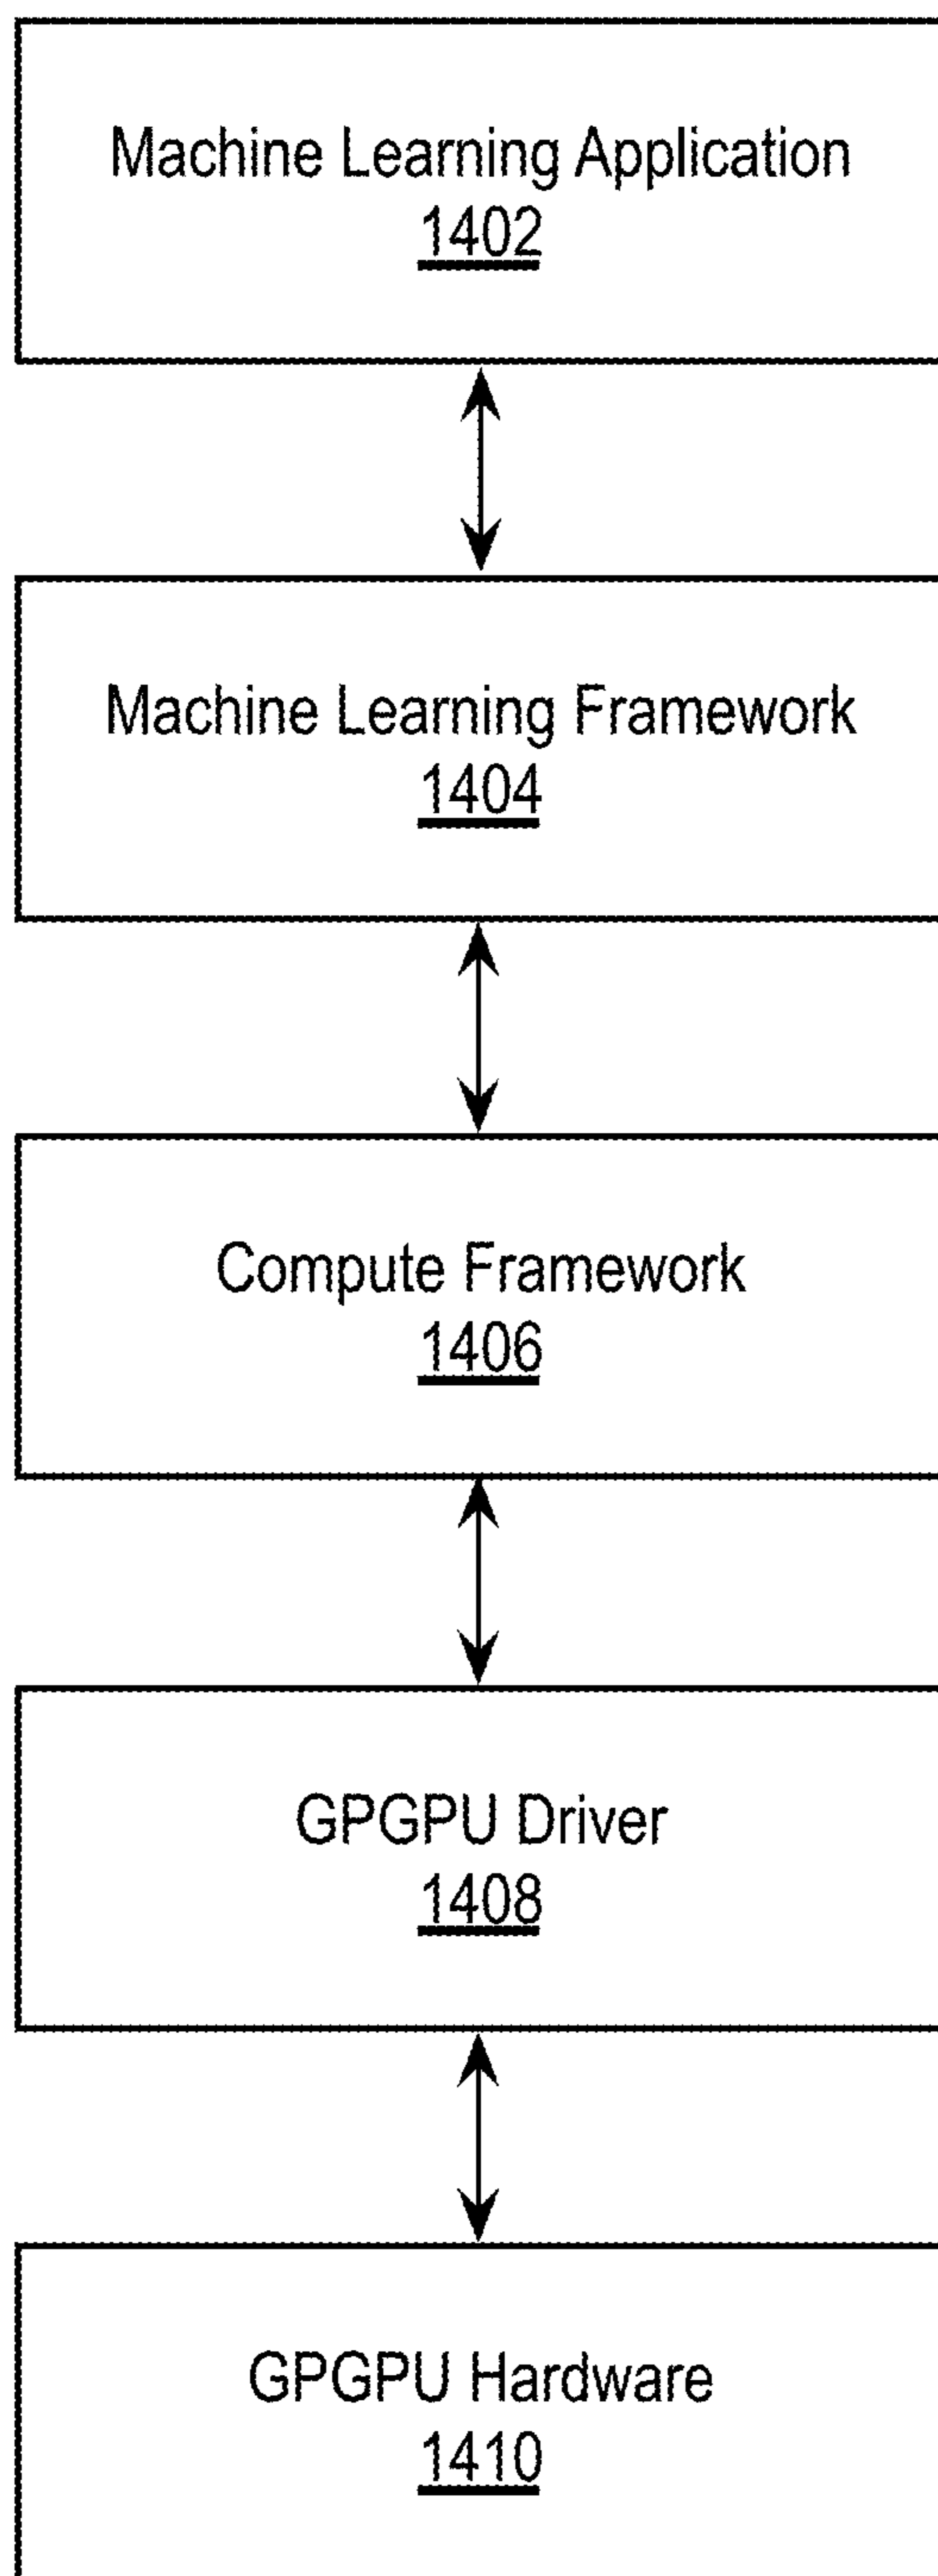 Machine Learning Application
1402
Machine Learning Framework
1404
Compute Framework
1406
GPGPU Driver
1408
GPGPU Hardware
1410